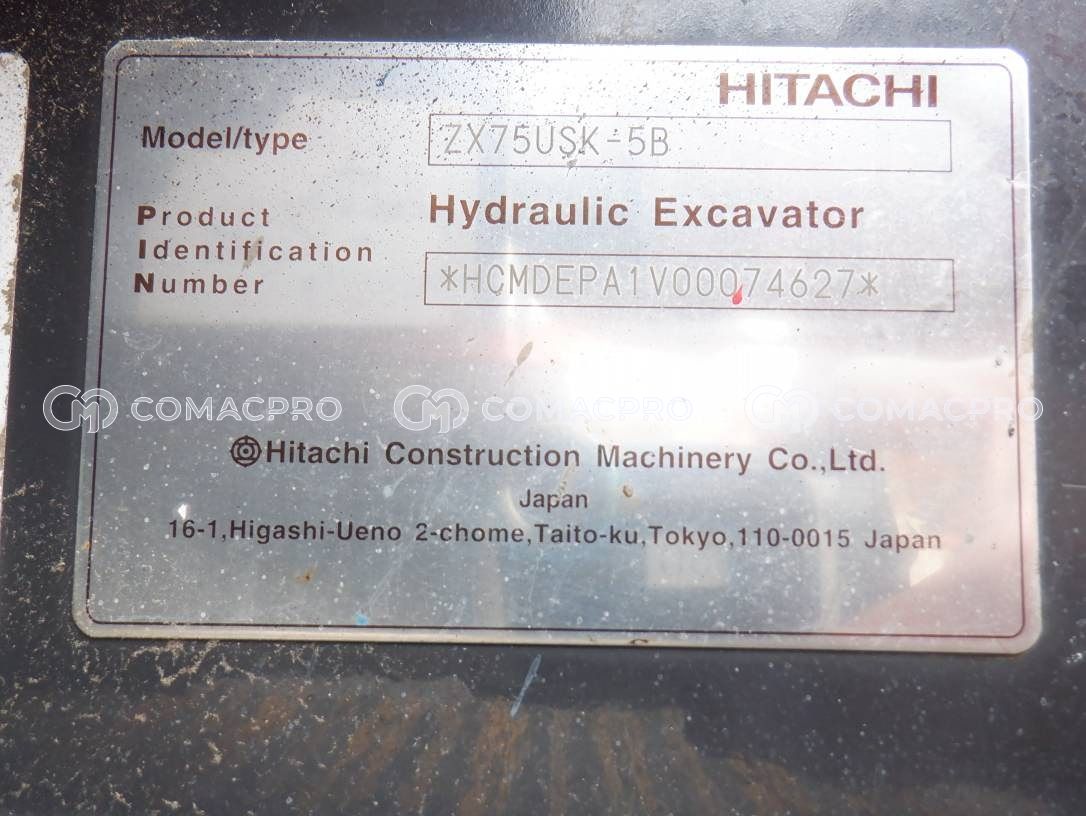 HITACHI
Model/type ZX75USK-5B
Product Hydraulic Excavator
Identification
Number *HCMDEPA1V00074627*
COMACPRO COMACPRO COMACPRO
Hitachi Construction Machinery Co.,Ltd.
Japan
16-1,Higashi-Ueno 2-chome,Taito-ku,Tokyo,110-0015 Japan